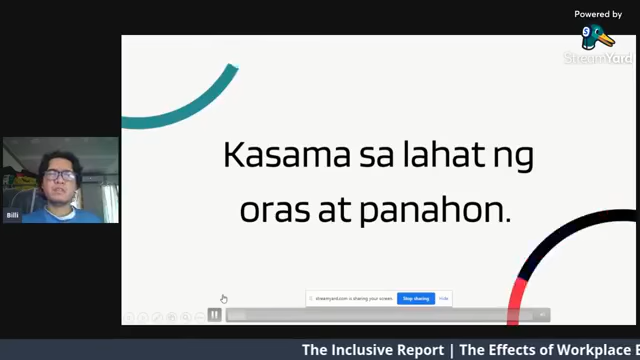 Powered by
StreamYard
Kasama sa lahat ng
oras at panahon.
Billi
streamyard.com is sharing your screen.
Stop sharing
Hide
The Inclusive Report | The Effects of Workplace